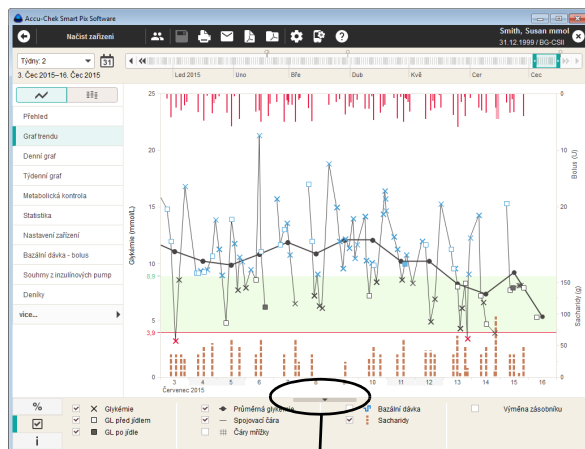 Accu-Chek Smart Pix Software
Načíst zařízení
Smith, Susan mmol
31.12.1999 / BG-CSII
Týdny: 2
31
3. Čec 2015–16. Čec 2015
Led 2015 Úno Bře Dub Kvě Čer Čec
Přehled
Graf trendu
Denní graf
Týdenní graf
Metabolická kontrola
Statistika
Nastavení zařízení
Bazální dávka - bolus
Souhrny z inzulínových pump
Deníky
více...
Glykémie (mmol/L)
25
20
15
10
8,9
5
3,9
0
Bolus (U)
0
10
20
Sacharidy (g)
150
100
50
0
3 4 5 6 7 8 9 10 11 12 13 14 15 16
Červenec 2015
%
i
Glykémie
GL před jídlem
GL po jídle
Průměrná glykémie
Spojovací čára
Čáry mřížky
Bazální dávka
Sacharidy
Výměna zásobníku